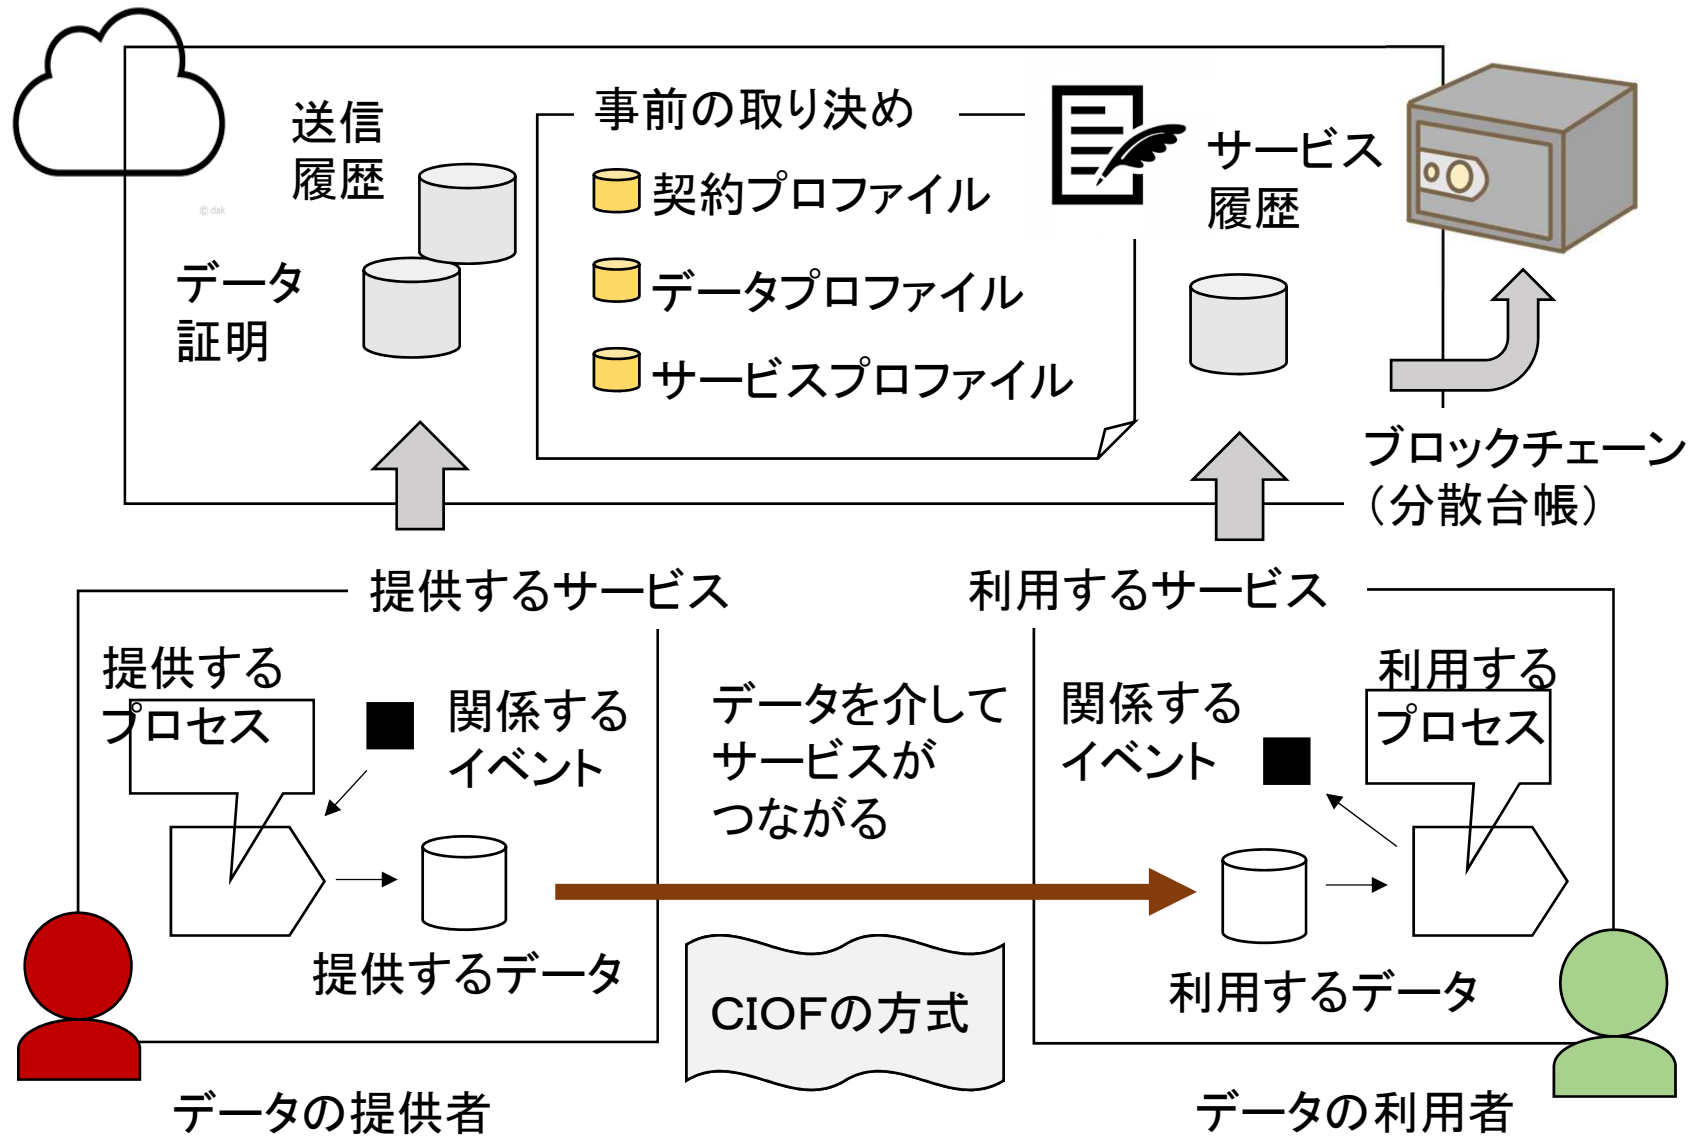 送信
履歴
事前の取り決め
サービス
履歴
契約プロファイル
© dak
データ
証明
データプロファイル
サービスプロファイル
ブロックチェーン
（分散台帳）
提供するサービス
利用するサービス
提供する
プロセス
関係する
イベント
データを介して
サービスが
つながる
関係する
イベント
利用する
プロセス
提供するデータ
利用するデータ
CIOFの方式
データの提供者
データの利用者